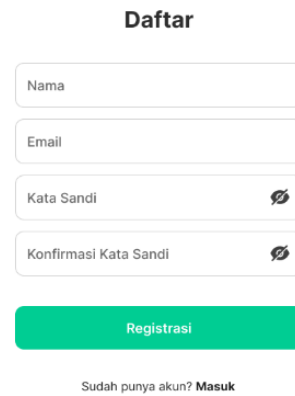 Daftar
Nama
Email
Kata Sandi
Konfirmasi Kata Sandi
Registrasi
Sudah punya akun? Masuk